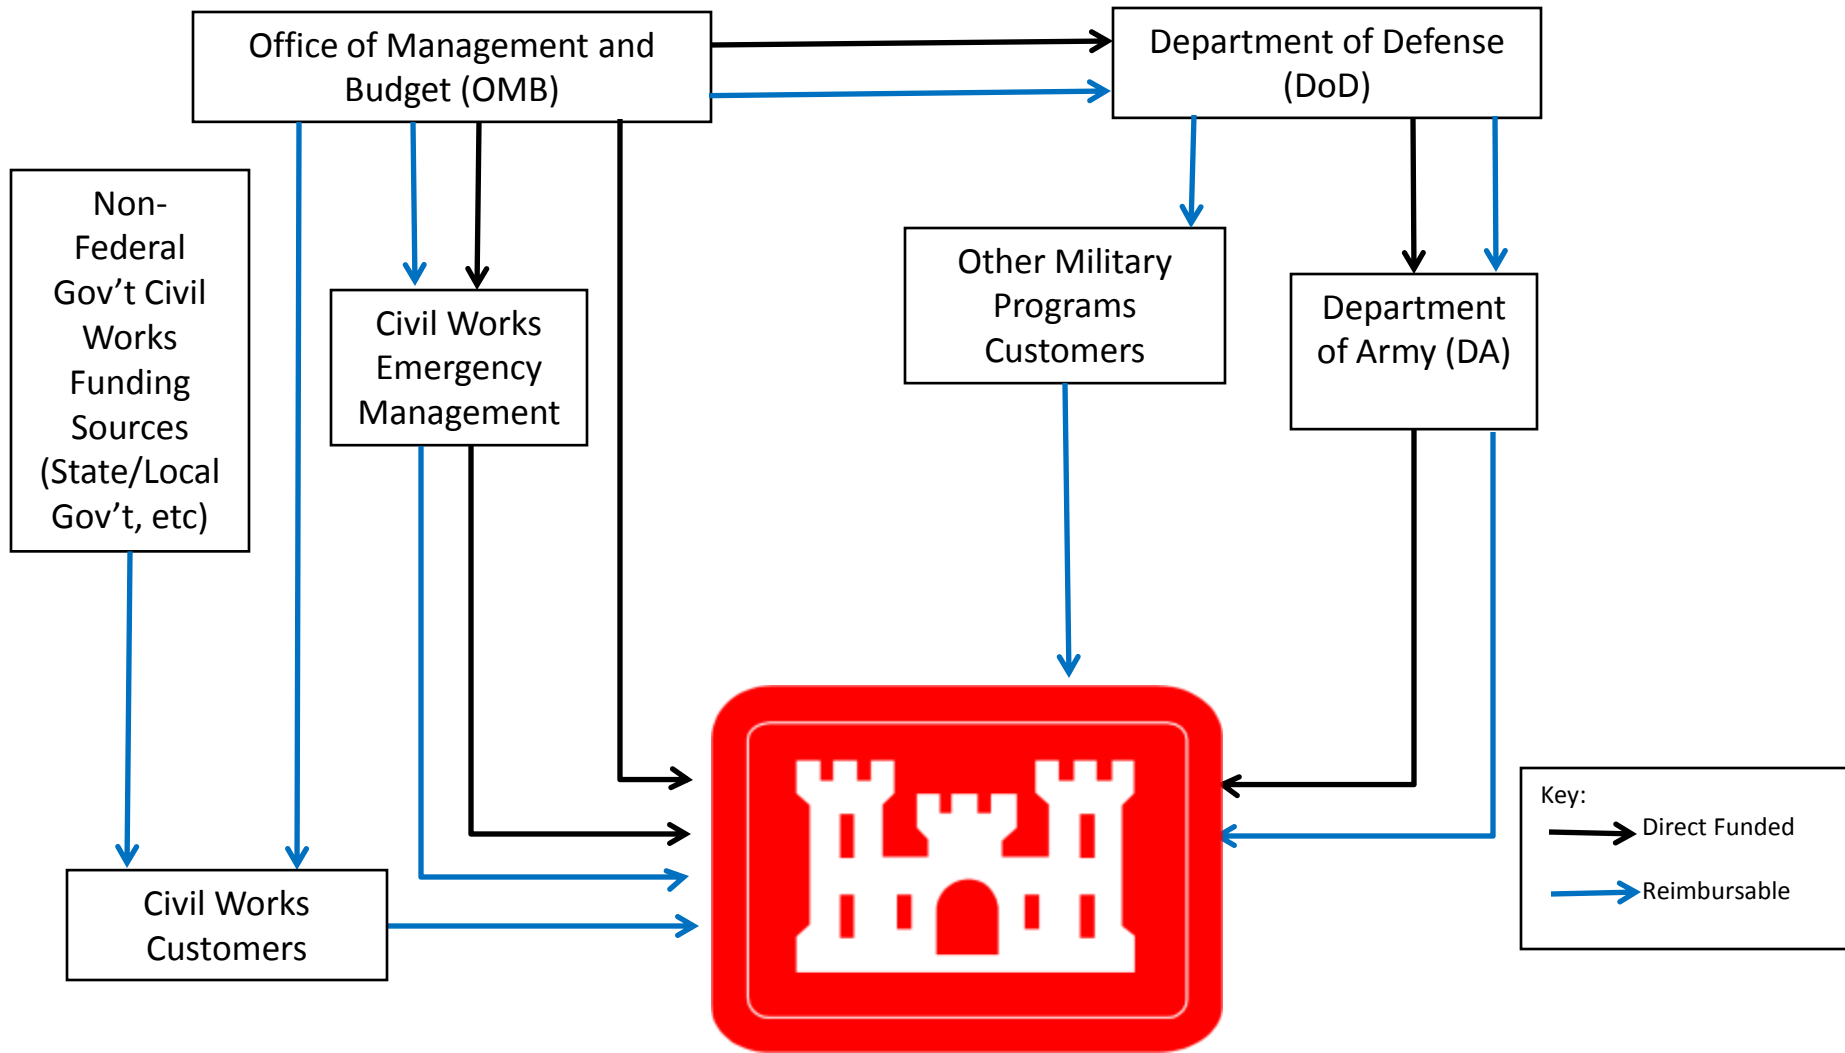 Office of Management and
Budget (OMB)
Department of Defense
(DoD)
Non-
Federal
Gov’t Civil
Works
Funding
Sources
(State/Local
Gov’t, etc)
Civil Works
Emergency
Management
Other Military
Programs
Customers
Department
of Army (DA)
Civil Works
Customers
Key:
Direct Funded
Reimbursable